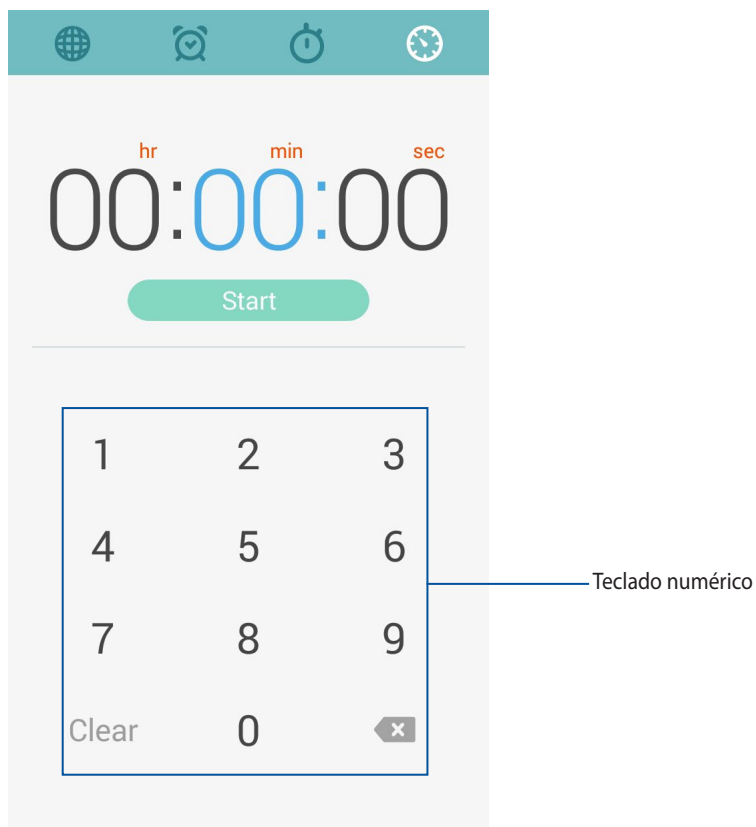 hr min sec
00:00:00
Start
1 2 3
4 5 6
Teclado numérico
7 8 9
Clear 0